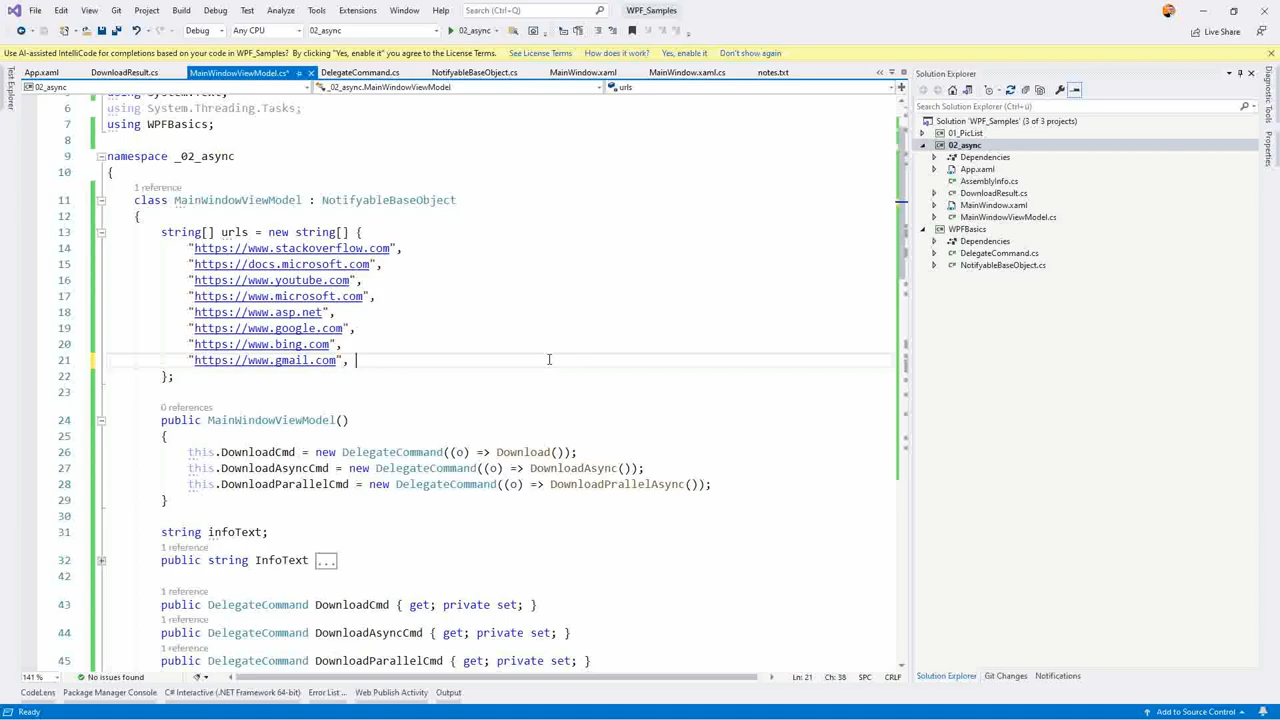 File Edit View Git Project Build Debug Test Analyze Tools Extensions Window Help Search (Ctrl+Q) WPF_Samples
Debug Any CPU 02_async 02_async Live Share
Use AI-assisted IntelliCode for completions based on your code in WPF_Samples? By clicking "Yes, enable it" you agree to the License Terms. See License Terms How does it work? Yes, enable it Don't show again
App.xaml DownloadResult.cs MainWindowViewModel.cs* DelegateCommand.cs NotifyableBaseObject.cs MainWindow.xaml MainWindow.xaml.cs notes.txt
02_async _02_async.MainWindowViewModel urls
Test Explorer
6 using System.Threading.Tasks;
7 using WPFBasics;
8
9 namespace _02_async
10 {
1 reference
11 class MainWindowViewModel : NotifyableBaseObject
12 {
13 string[] urls = new string[] {
14 "https://www.stackoverflow.com",
15 "https://docs.microsoft.com",
16 "https://www.youtube.com",
17 "https://www.microsoft.com",
18 "https://www.asp.net",
19 "https://www.google.com",
20 "https://www.bing.com",
21 "https://www.gmail.com",
22 };
23
0 references
24 public MainWindowViewModel()
25 {
26 this.DownloadCmd = new DelegateCommand((o) => Download());
27 this.DownloadAsyncCmd = new DelegateCommand((o) => DownloadAsync());
28 this.DownloadParallelCmd = new DelegateCommand((o) => DownloadPrallelAsync());
29 }
30
31 string infoText;
1 reference
32 public string InfoText ...
42
1 reference
43 public DelegateCommand DownloadCmd { get; private set; }
1 reference
44 public DelegateCommand DownloadAsyncCmd { get; private set; }
1 reference
45 public DelegateCommand DownloadParallelCmd { get; private set; }
141 % No issues found Ln: 21 Ch: 38 SPC CRLF
Solution Explorer
Search Solution Explorer (Ctrl+ü)
Solution 'WPF_Samples' (3 of 3 projects)
01_PicList
02_async
Dependencies
App.xaml
AssemblyInfo.cs
DownloadResult.cs
MainWindow.xaml
MainWindowViewModel.cs
WPFBasics
Dependencies
DelegateCommand.cs
NotifyableBaseObject.cs
Solution Explorer Git Changes Notifications
Diagnostic Tools
Properties
CodeLens Package Manager Console C# Interactive (.NET Framework 64-bit) Error List ... Web Publish Activity Output
Ready Add to Source Control